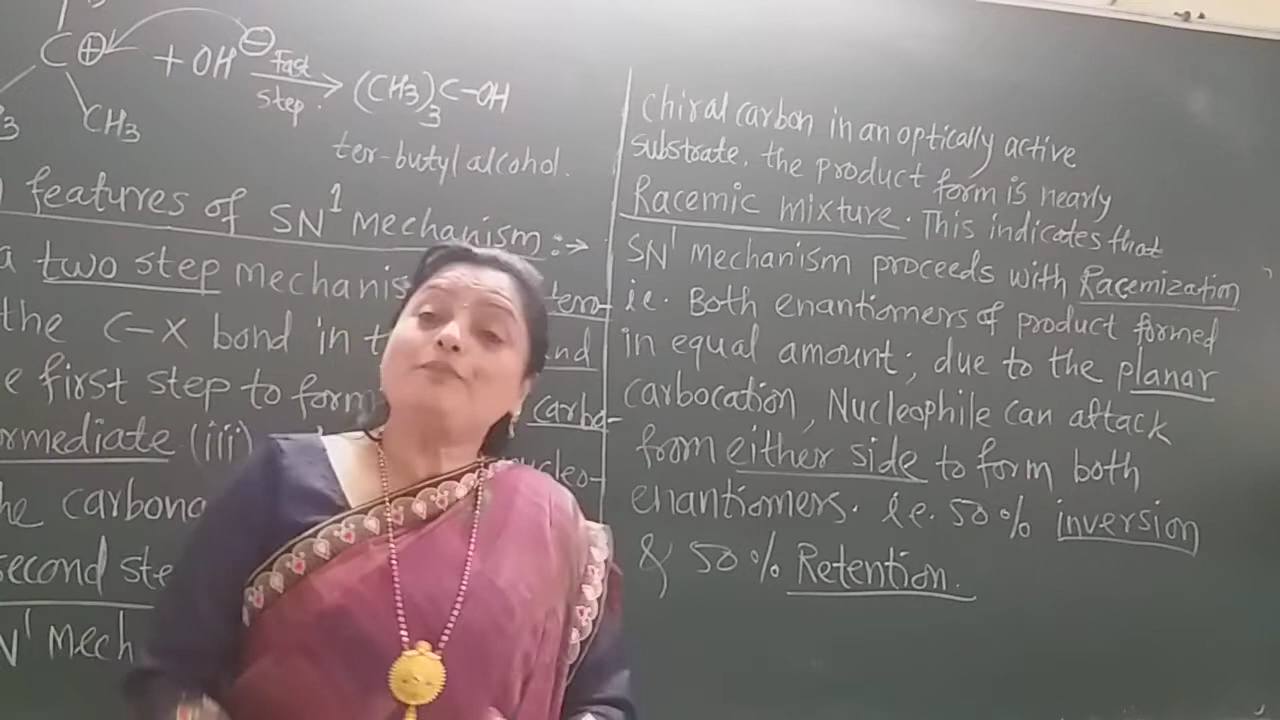 C⊕ + OH⊖ Fast step. → (CH3)3C-OH
3 CH3
ter-butyl alcohol.
features of SN1 mechanism :→
a two step mechanis
the C-X bond in t
e first step to form carbo-
rmediate (iii)
he carbon
second ste
N1 Mech
chiral carbon in an optically active
substrate. the product form is nearly
Racemic mixture. This indicates that
SN1 mechanism proceeds with Racemization
i.e. Both enantiomers of product formed
in equal amount; due to the planar
carbocation, Nucleophile can attack
from either side to form both
enantiomers. i.e. 50% inversion
& 50% Retention.